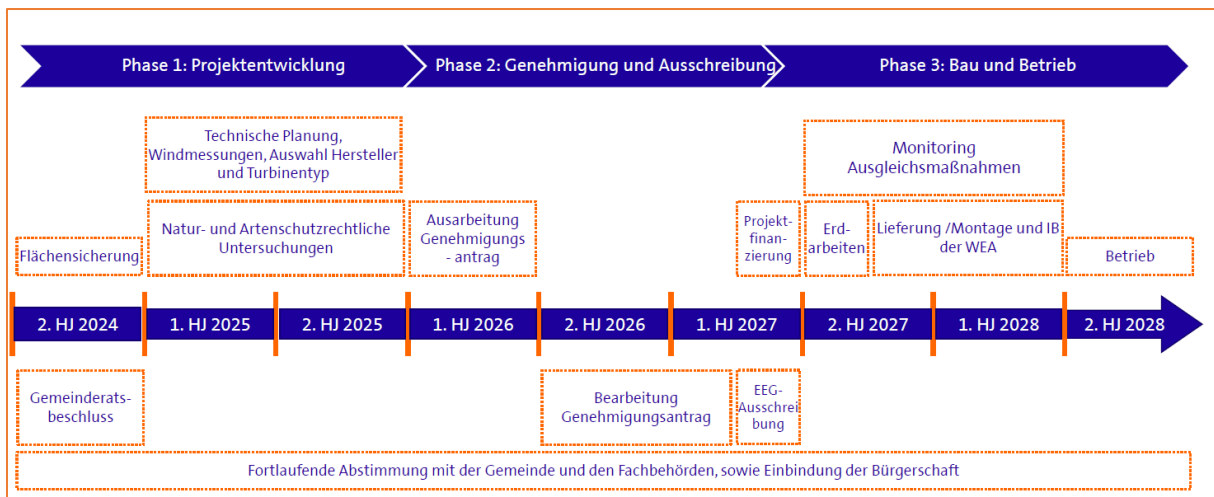 Phase 1: Projektentwicklung
Phase 2: Genehmigung und Ausschreibung
Phase 3: Bau und Betrieb
Technische Planung,
Windmessungen, Auswahl Hersteller
und Turbinentyp
Monitoring
Ausgleichsmaßnahmen
Flächensicherung
Natur- und Artenschutzrechtliche
Untersuchungen
Ausarbeitung
Genehmigungs
- antrag
Projekt-
finan-
zierung
Erd-
arbeiten
Lieferung /Montage und IB
der WEA
Betrieb
2. HJ 2024
1. HJ 2025
2. HJ 2025
1. HJ 2026
2. HJ 2026
1. HJ 2027
2. HJ 2027
1. HJ 2028
2. HJ 2028
Gemeinderats-
beschluss
Bearbeitung
Genehmigungsantrag
EEG-
Ausschrei
bung
Fortlaufende Abstimmung mit der Gemeinde und den Fachbehörden, sowie Einbindung der Bürgerschaft